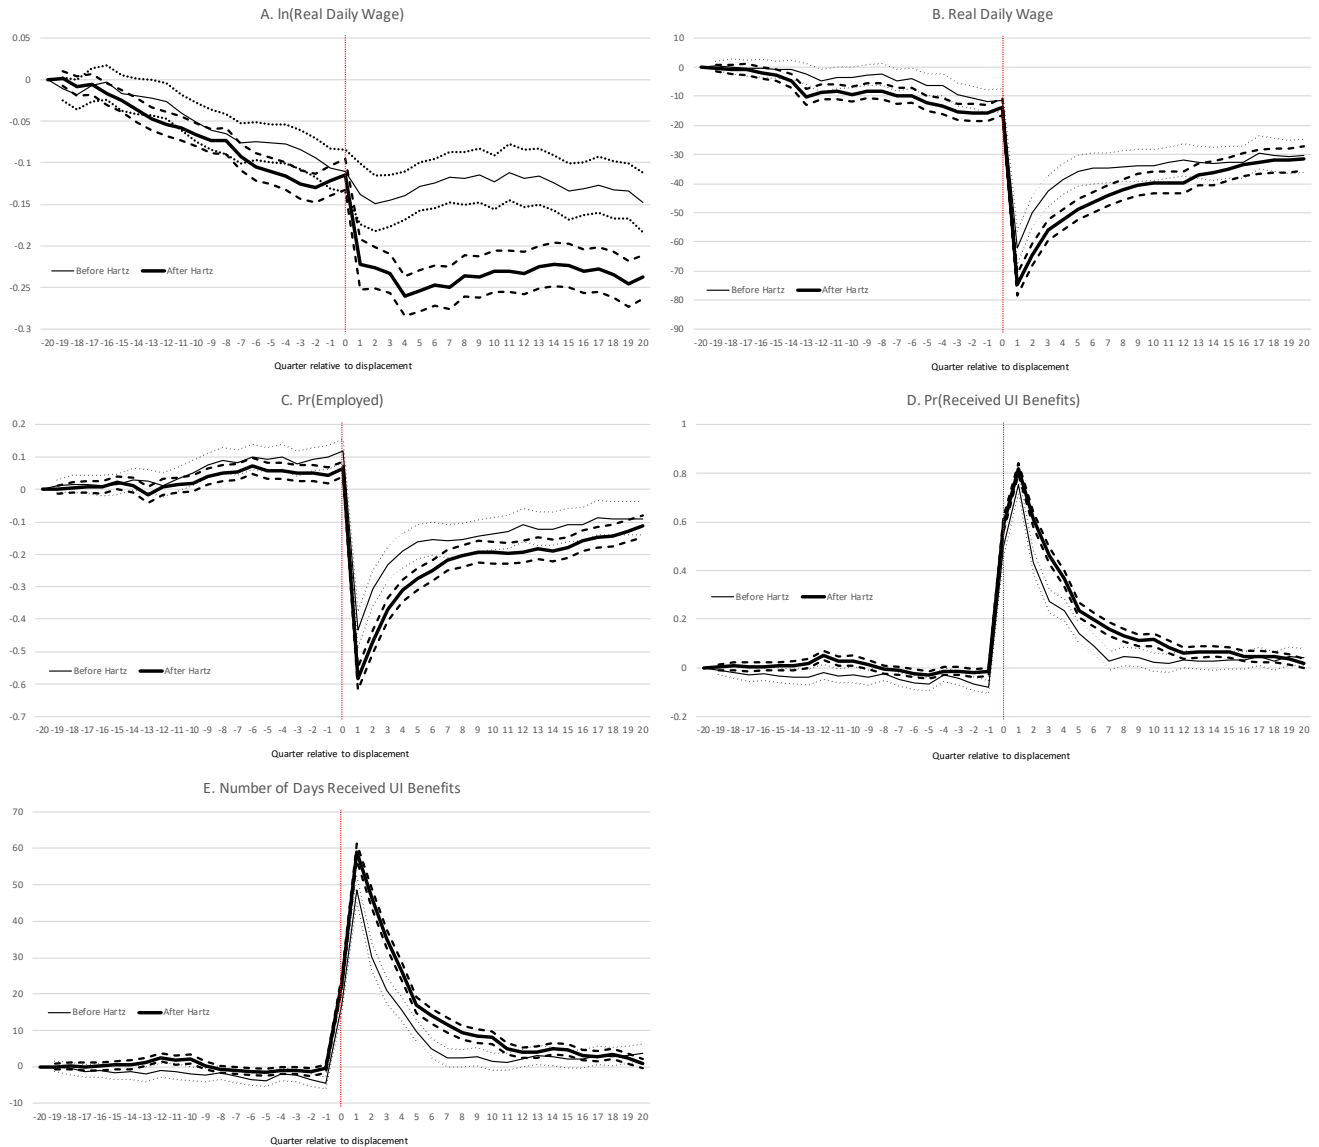 A. ln(Real Daily Wage)
0.05
0
-0.05
-0.1
-0.15
-0.2
-0.25
-0.3
Before Hartz After Hartz
-20 -19 -18 -17 -16 -15 -14 -13 -12 -11 -10 -9 -8 -7 -6 -5 -4 -3 -2 -1 0 1 2 3 4 5 6 7 8 9 10 11 12 13 14 15 16 17 18 19 20
Quarter relative to displacement
B. Real Daily Wage
10
0
-10
-20
-30
-40
-50
-60
-70
-80
-90
Before Hartz After Hartz
-20 -19 -18 -17 -16 -15 -14 -13 -12 -11 -10 -9 -8 -7 -6 -5 -4 -3 -2 -1 0 1 2 3 4 5 6 7 8 9 10 11 12 13 14 15 16 17 18 19 20
Quarter relative to displacement
C. Pr(Employed)
0.2
0.1
0
-0.1
-0.2
-0.3
-0.4
-0.5
-0.6
-0.7
Before Hartz After Hartz
-20 -19 -18 -17 -16 -15 -14 -13 -12 -11 -10 -9 -8 -7 -6 -5 -4 -3 -2 -1 0 1 2 3 4 5 6 7 8 9 10 11 12 13 14 15 16 17 18 19 20
Quarter relative to displacement
D. Pr(Received UI Benefits)
1
0.8
0.6
0.4
0.2
0
-0.2
Before Hartz After Hartz
-20 -19 -18 -17 -16 -15 -14 -13 -12 -11 -10 -9 -8 -7 -6 -5 -4 -3 -2 -1 0 1 2 3 4 5 6 7 8 9 10 11 12 13 14 15 16 17 18 19 20
Quarter relative to displacement
E. Number of Days Received UI Benefits
70
60
50
40
30
20
10
0
-10
Before Hartz After Hartz
-20 -19 -18 -17 -16 -15 -14 -13 -12 -11 -10 -9 -8 -7 -6 -5 -4 -3 -2 -1 0 1 2 3 4 5 6 7 8 9 10 11 12 13 14 15 16 17 18 19 20
Quarter relative to displacement